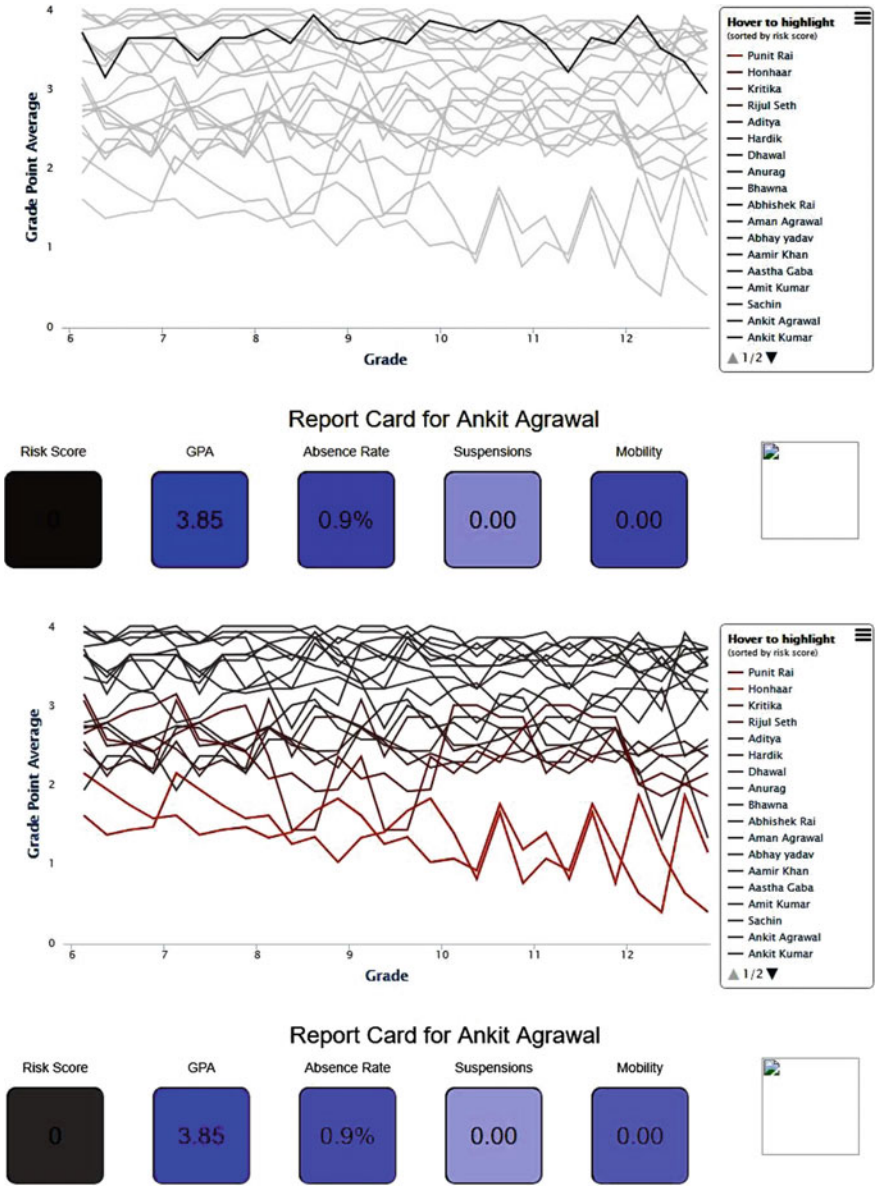 4
3
2
1
0
Grade Point Average
6 7 8 9 10 11 12
Grade
Hover to highlight
(sorted by risk score)
Punit Rai
Honhaar
Kritika
Rijul Seth
Aditya
Hardik
Dhawal
Anurag
Bhawna
Abhishek Rai
Aman Agrawal
Abhay yadav
Aamir Khan
Aastha Gaba
Amit Kumar
Sachin
Ankit Agrawal
Ankit Kumar
▲ 1/2 ▼
Report Card for Ankit Agrawal
Risk Score GPA Absence Rate Suspensions Mobility
0 3.85 0.9% 0.00 0.00
4
3
2
1
0
Grade Point Average
6 7 8 9 10 11 12
Grade
Hover to highlight
(sorted by risk score)
Punit Rai
Honhaar
Kritika
Rijul Seth
Aditya
Hardik
Dhawal
Anurag
Bhawna
Abhishek Rai
Aman Agrawal
Abhay yadav
Aamir Khan
Aastha Gaba
Amit Kumar
Sachin
Ankit Agrawal
Ankit Kumar
▲ 1/2 ▼
Report Card for Ankit Agrawal
Risk Score GPA Absence Rate Suspensions Mobility
0 3.85 0.9% 0.00 0.00